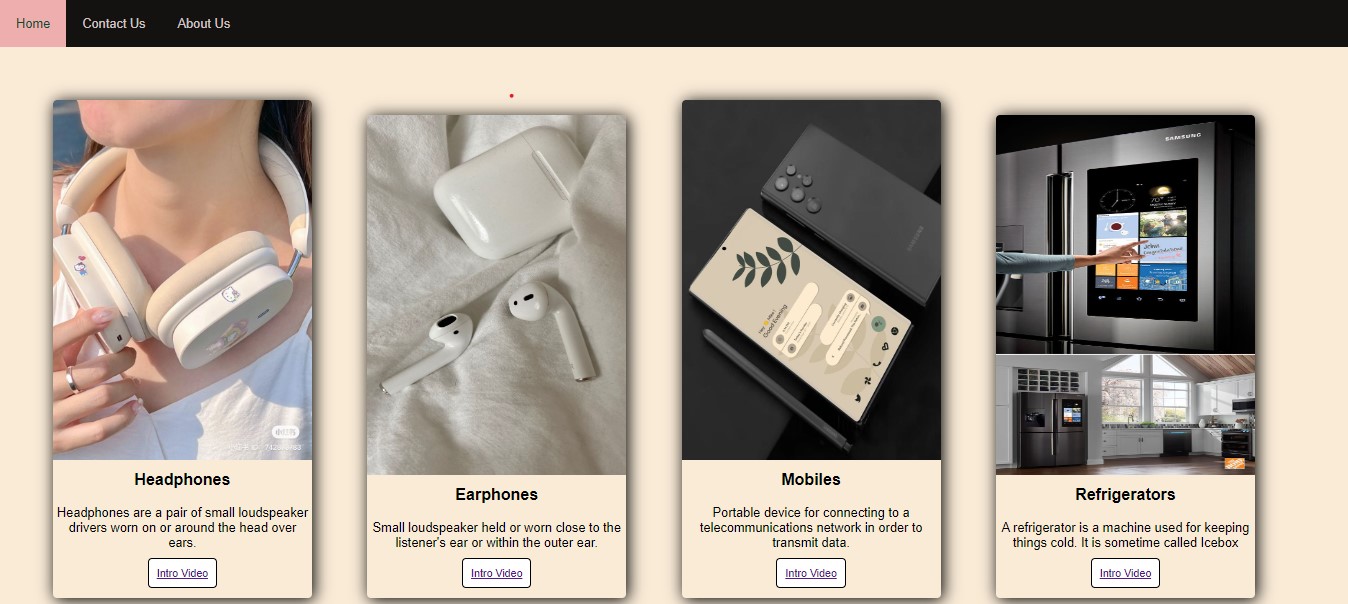 Home
Contact Us
About Us
SAMSUNG
Good Evening
Headphones
Headphones are a pair of small loudspeaker
drivers worn on or around the head over
ears.
Intro Video
Earphones
Small loudspeaker held or worn close to the
listener's ear or within the outer ear.
Intro Video
Mobiles
Portable device for connecting to a
telecommunications network in order to
transmit data.
Intro Video
Refrigerators
A refrigerator is a machine used for keeping
things cold. It is sometime called Icebox
Intro Video